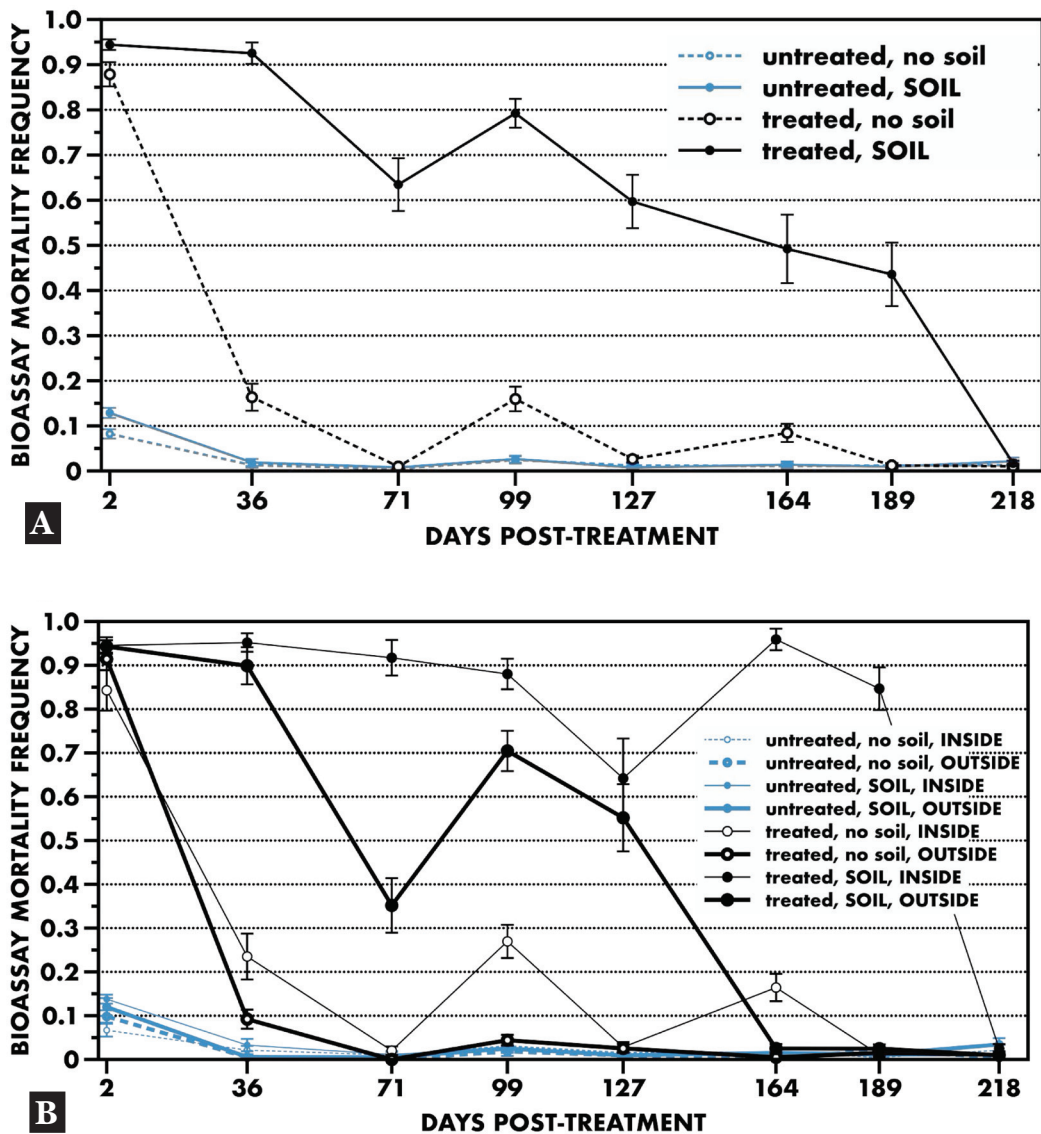 BIOASSAY MORTALITY FREQUENCY
1.0
0.9
0.8
0.7
0.6
0.5
0.4
0.3
0.2
0.1
0
untreated, no soil
untreated, SOIL
treated, no soil
treated, SOIL
2 36 71 99 127 164 189 218
DAYS POST-TREATMENT
A
BIOASSAY MORTALITY FREQUENCY
1.0
0.9
0.8
0.7
0.6
0.5
0.4
0.3
0.2
0.1
0
untreated, no soil, INSIDE
untreated, no soil, OUTSIDE
untreated, SOIL, INSIDE
untreated, SOIL, OUTSIDE
treated, no soil, INSIDE
treated, no soil, OUTSIDE
treated, SOIL, INSIDE
treated, SOIL, OUTSIDE
2 36 71 99 127 164 189 218
DAYS POST-TREATMENT
B